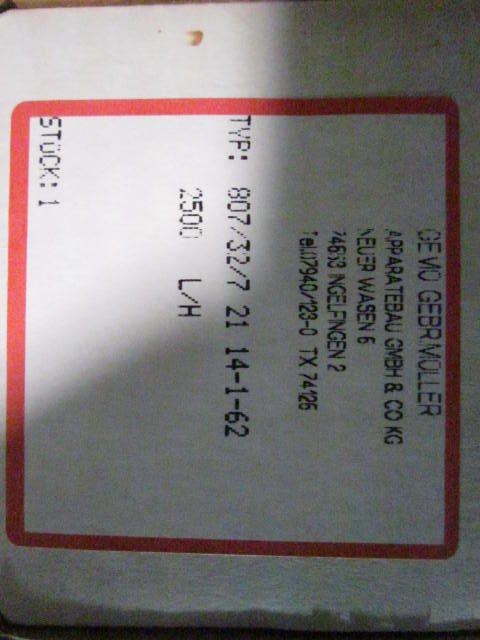 GEMÜ GEBR.MÜLLER
APPARATEBAU GMBH & CO KG
NEUER WASEN 6
74653 INGELFINGEN 2
Tel.07940/123-0 TX 74126
TYP: 807/32/7 21 14-1-62
2500 L/H
STÜCK: 1